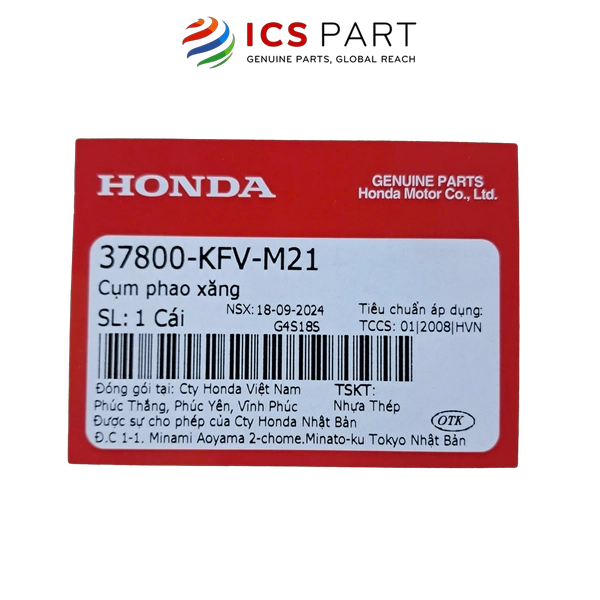 ICS PART
GENUINE PARTS, GLOBAL REACH
HONDA
GENUINE PARTS
Honda Motor Co., Ltd.
37800-KFV-M21
Cụm phao xăng
SL: 1 Cái
NSX: 18-09-2024
G4S18S
Tiêu chuẩn áp dụng:
TCCS: 01|2008|HVN
Đóng gói tại: Cty Honda Việt Nam
TSKT:
Phúc Thắng, Phúc Yên, Vĩnh Phúc
Nhựa Thép
Được sự cho phép của Cty Honda Nhật Bản
Đ.C 1-1. Minami Aoyama 2-chome.Minato-ku Tokyo Nhật Bản
OTK